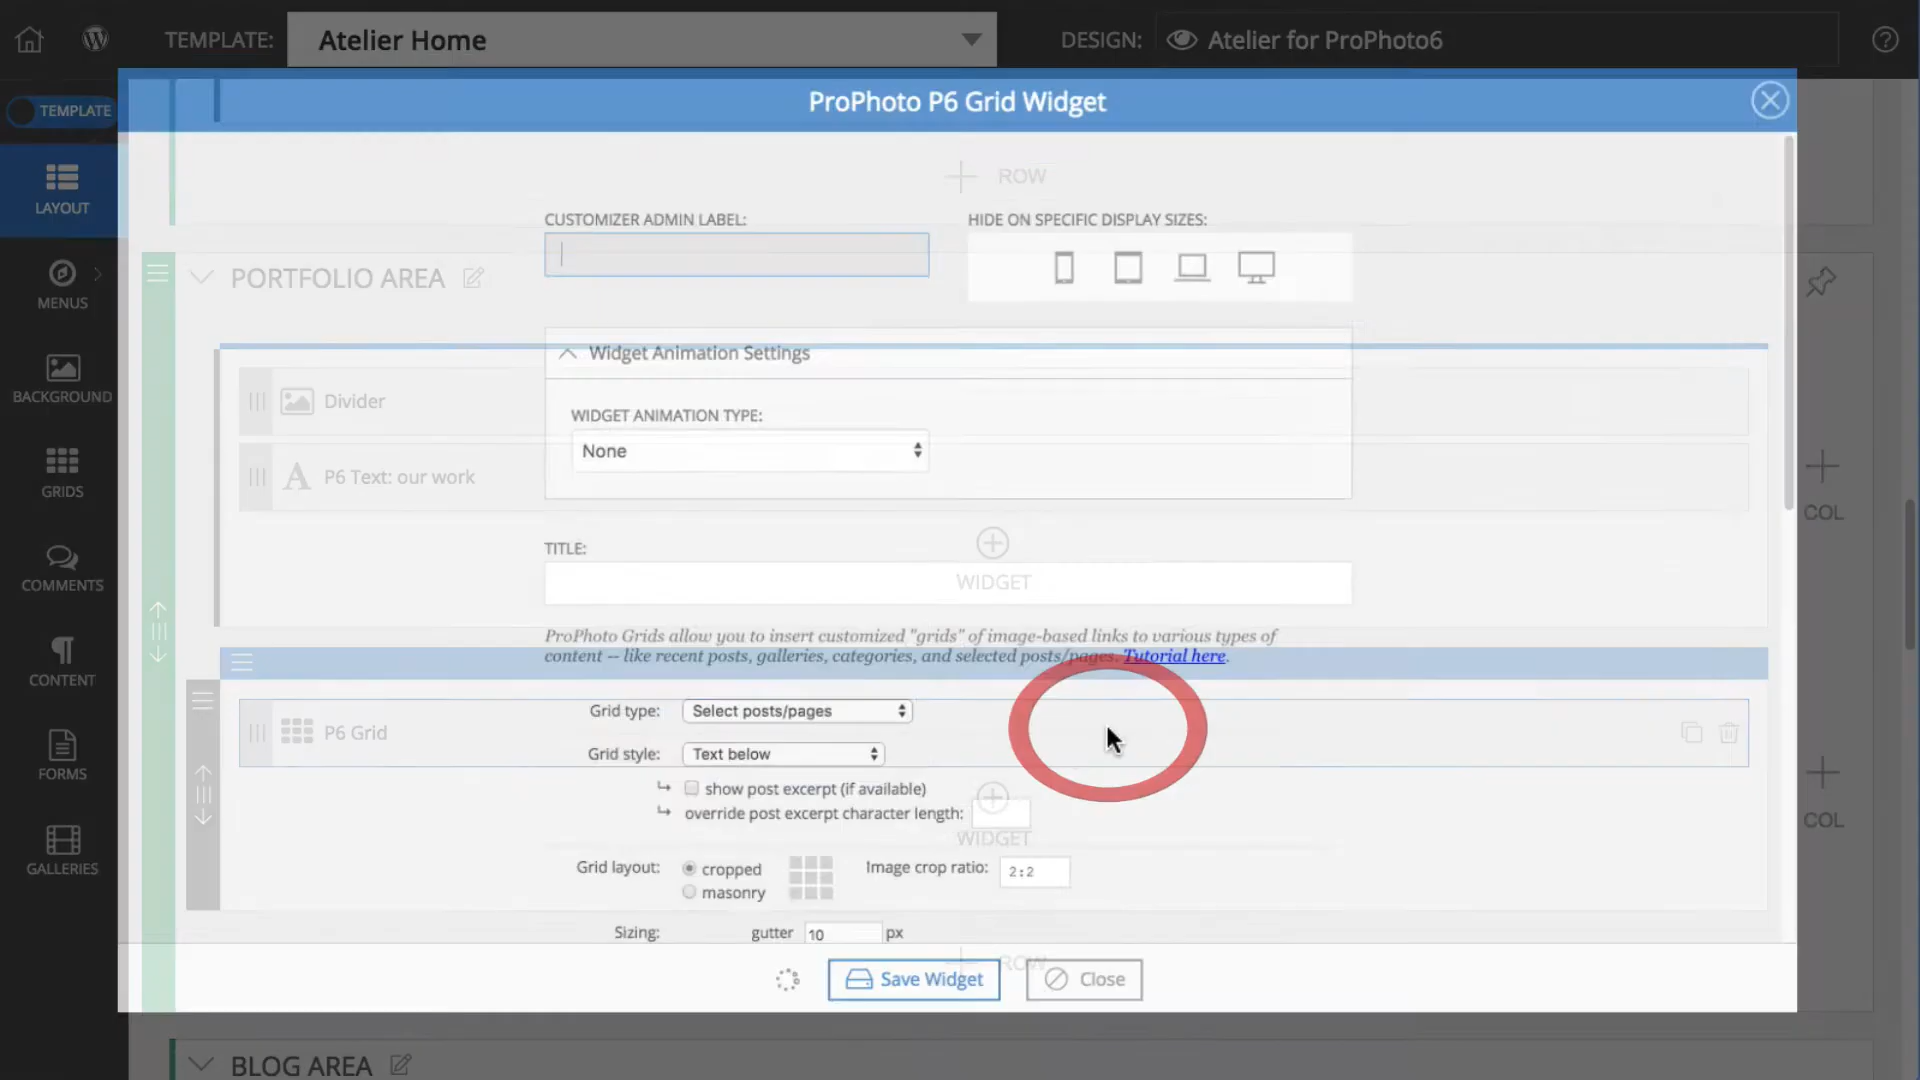 TEMPLATE:
Atelier Home
DESIGN:
Atelier for ProPhoto6
ProPhoto P6 Grid Widget
TEMPLATE
LAYOUT
MENUS
BACKGROUND
GRIDS
COMMENTS
CONTENT
FORMS
GALLERIES
ROW
CUSTOMIZER ADMIN LABEL:
HIDE ON SPECIFIC DISPLAY SIZES:
PORTFOLIO AREA
Widget Animation Settings
Divider
WIDGET ANIMATION TYPE:
None
P6 Text: our work
COL
TITLE:
WIDGET
ProPhoto Grids allow you to insert customized "grids" of image-based links to various types of
content -- like recent posts, galleries, categories, and selected posts/pages. Tutorial here.
Grid type: Select posts/pages
P6 Grid
Grid style: Text below
show post excerpt (if available)
override post excerpt character length:
WIDGET
COL
Grid layout: cropped
masonry
Image crop ratio: 2:2
Sizing: gutter 10 px
ROW
Save Widget
Close
BLOG AREA